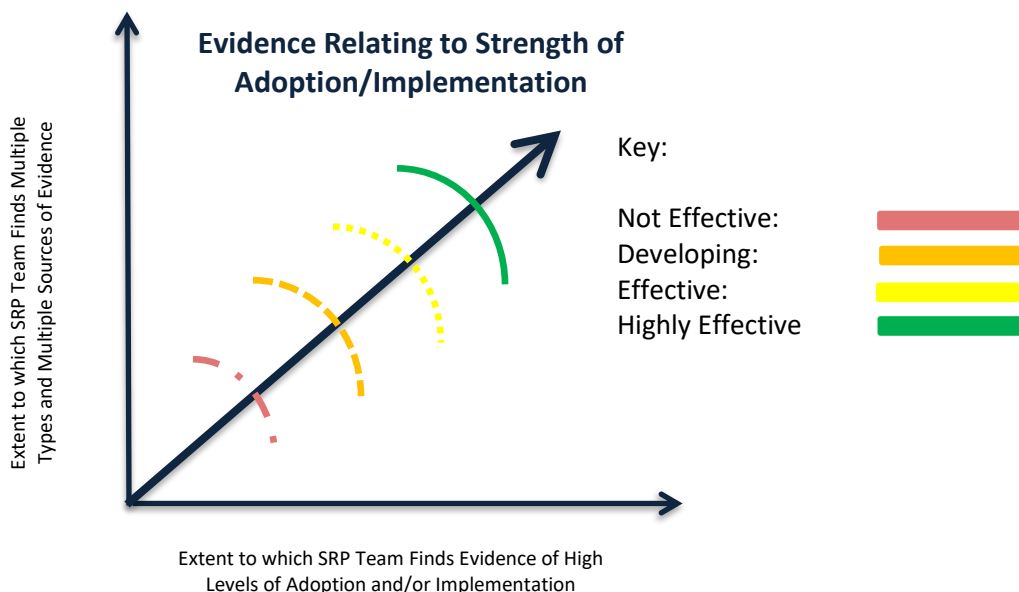 Evidence Relating to Strength of
Adoption/Implementation
Extent to which SRP Team Finds Multiple
Types and Multiple Sources of Evidence
Key:
Not Effective:
Developing:
Effective:
Highly Effective
Extent to which SRP Team Finds Evidence of High
Levels of Adoption and/or Implementation